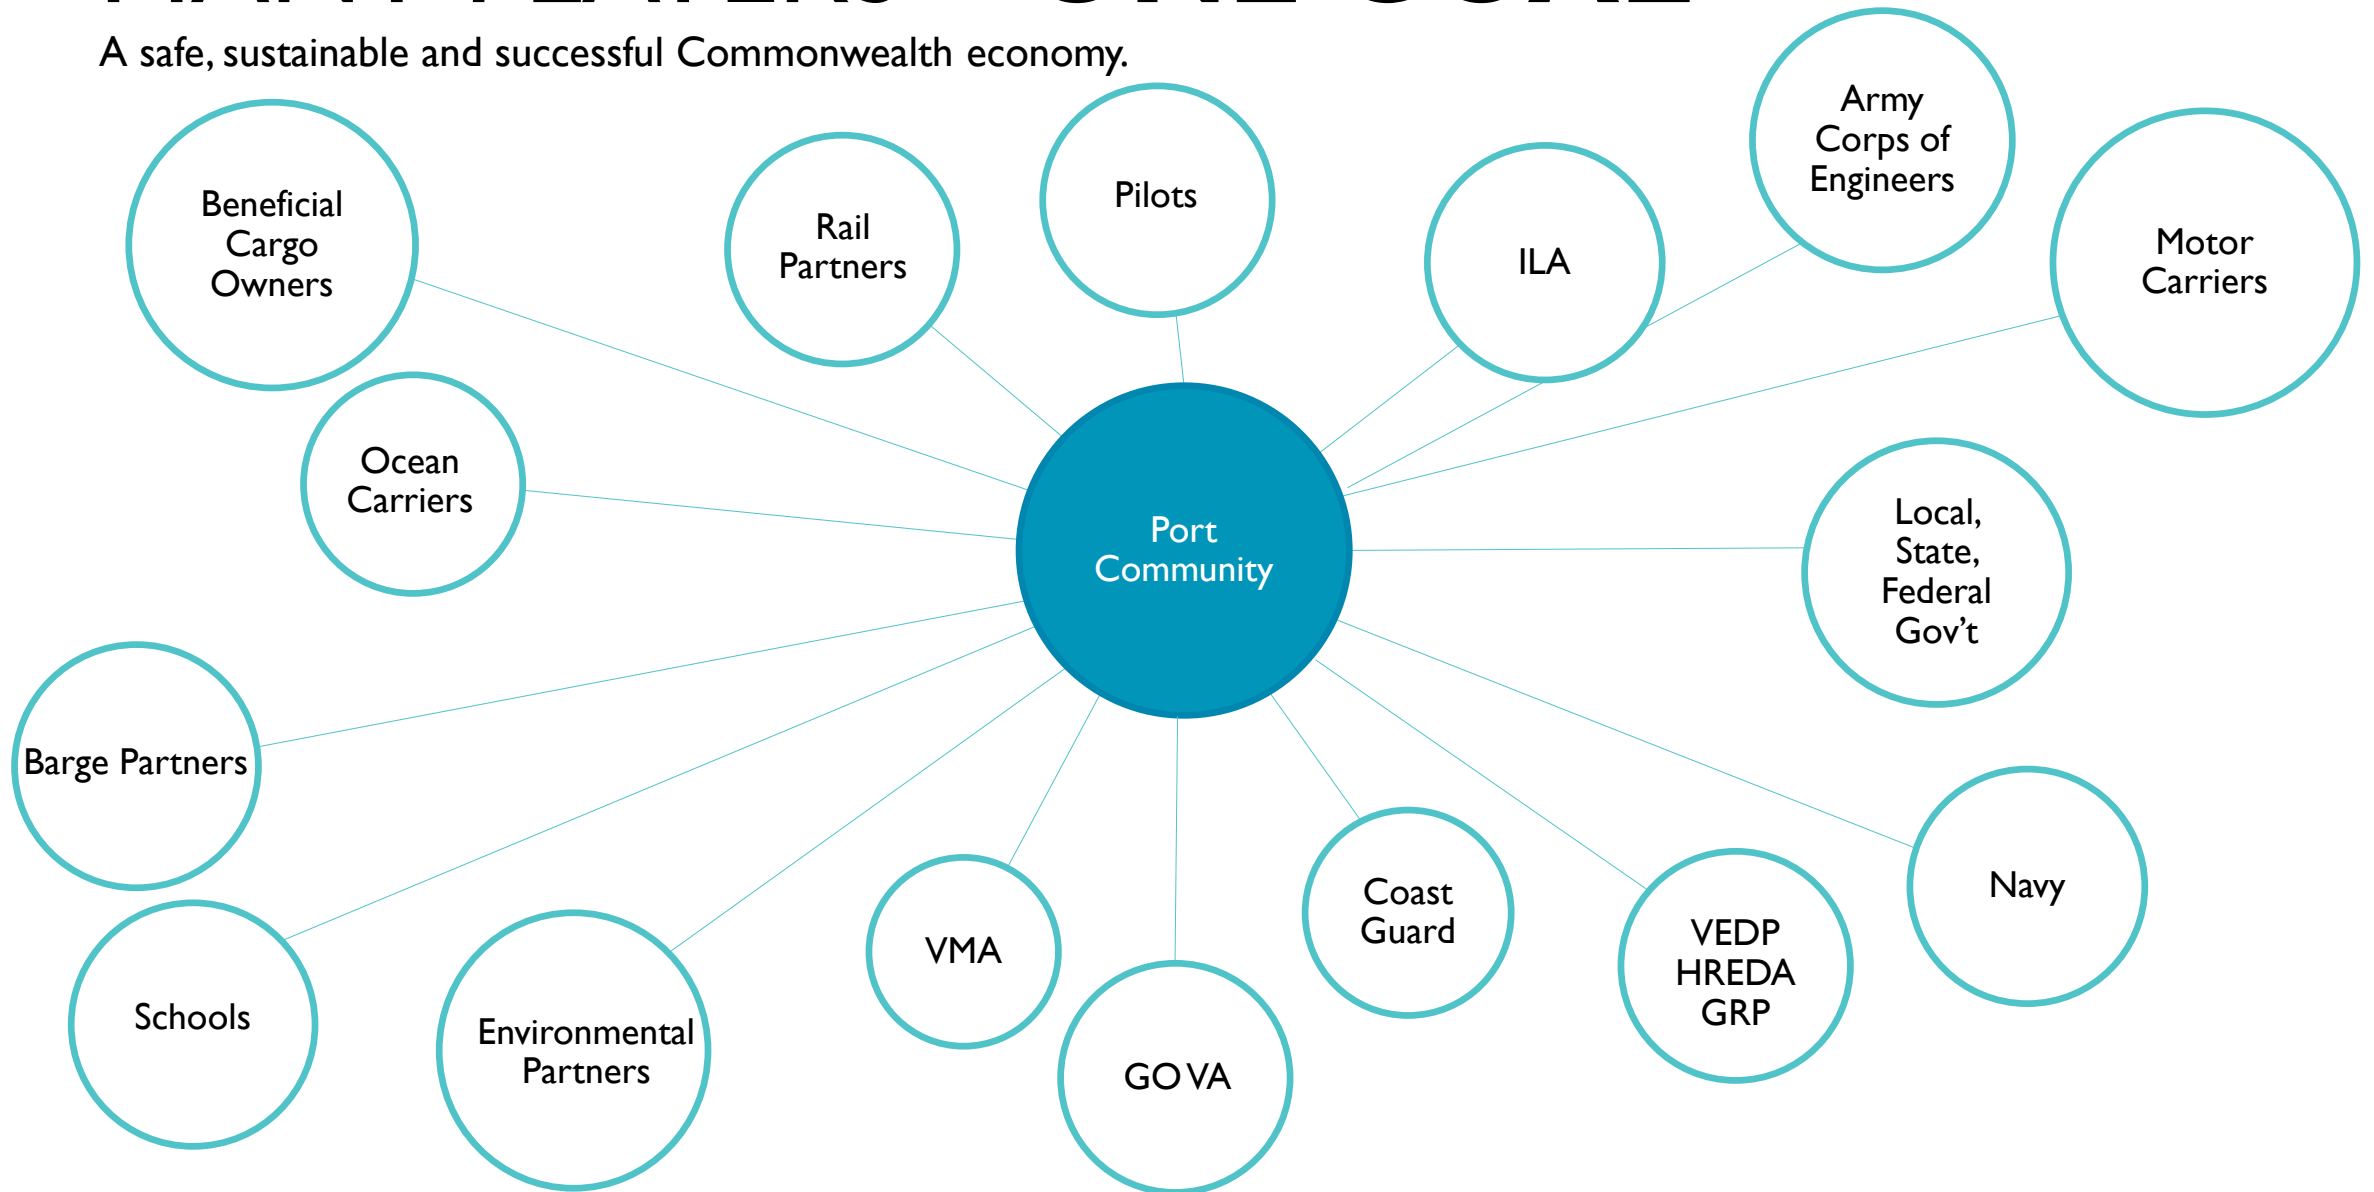 A safe, sustainable and successful Commonwealth economy.
Army
Corps of
Engineers
Beneficial
Cargo
Owners
Rail
Partners
Pilots
ILA
Motor
Carriers
Ocean
Carriers
Port
Community
Local,
State,
Federal
Gov’t
Barge Partners
Schools
Environmental
Partners
VMA
GO VA
Coast
Guard
VEDP
HREDA
GRP
Navy